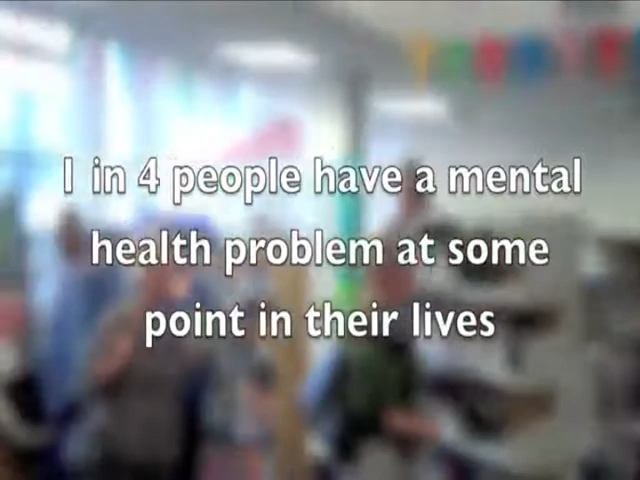 1 in 4 people have a mental
health problem at some
point in their lives